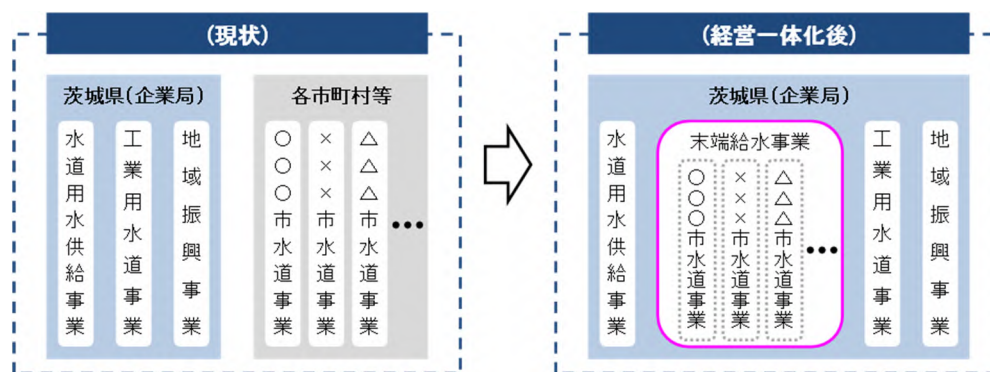 (現状)
茨城県(企業局)
水道用水供給事業
工業用水道事業
地域振興事業
各市町村等
〇〇〇市水道事業
×××市水道事業
△△△市水道事業
•••
(経営一体化後)
茨城県(企業局)
水道用水供給事業
末端給水事業
〇〇〇市水道事業
×××市水道事業
△△△市水道事業
•••
工業用水道事業
地域振興事業